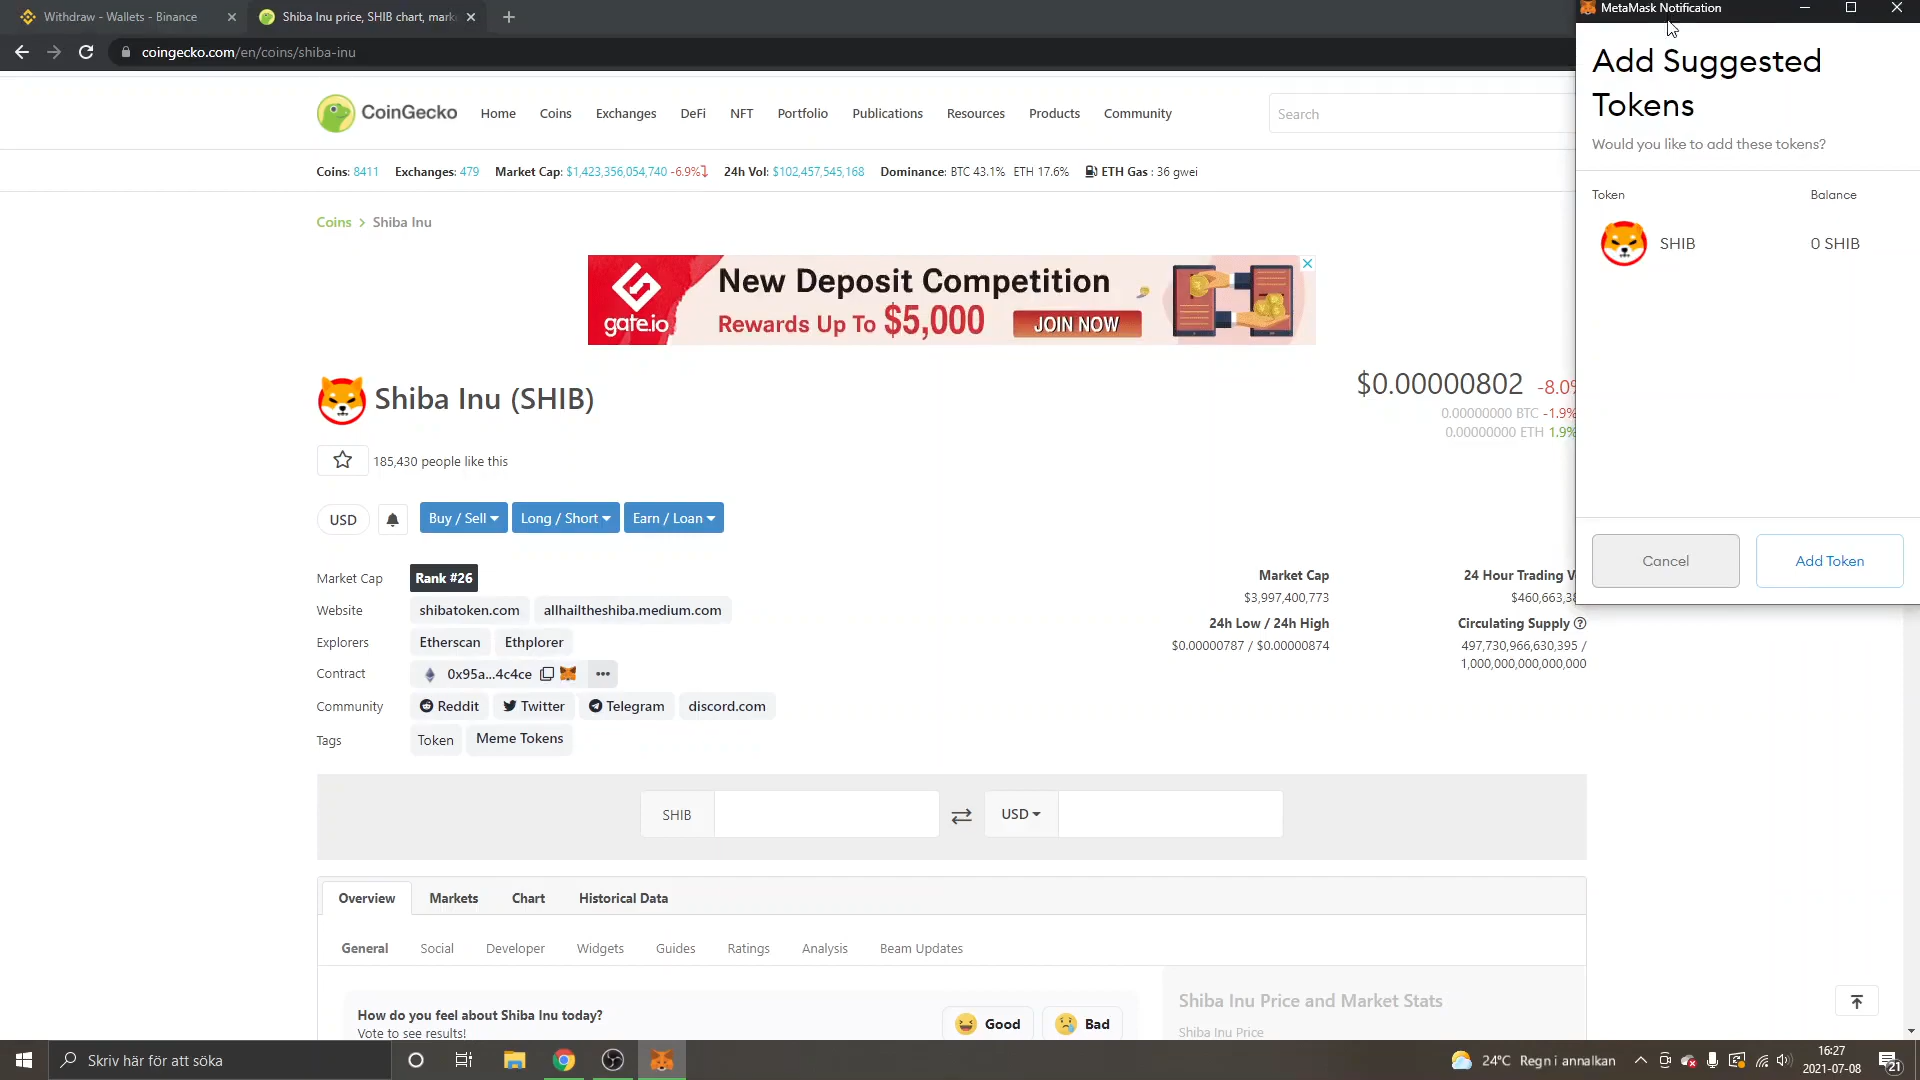 Withdraw - Wallets - Binance
Shiba Inu price, SHIB chart, mark
coingecko.com/en/coins/shiba-inu
MetaMask Notification
Add Suggested
Tokens
Would you like to add these tokens?
Token Balance
SHIB 0 SHIB
Cancel Add Token
CoinGecko Home Coins Exchanges DeFi NFT Portfolio Publications Resources Products Community Search
Coins: 8411 Exchanges: 479 Market Cap: $1,423,356,054,740 -6.9% 24h Vol: $102,457,545,168 Dominance: BTC 43.1% ETH 17.6% ETH Gas : 36 gwei
Coins > Shiba Inu
gate.io
New Deposit Competition
Rewards Up To $5,000 JOIN NOW
Shiba Inu (SHIB)
$0.00000802 -8.0%
0.00000000 BTC -1.9%
0.00000000 ETH 1.9%
185,430 people like this
USD Buy / Sell Long / Short Earn / Loan
Market Cap Rank #26
Website shibatoken.com allhailtheshiba.medium.com
Explorers Etherscan Ethplorer
Contract 0x95a...4c4ce •••
Community Reddit Twitter Telegram discord.com
Tags Token Meme Tokens
Market Cap
$3,997,400,773
24h Low / 24h High
$0.00000787 / $0.00000874
24 Hour Trading V
$460,663,3
Circulating Supply ?
497,730,966,630,395 /
1,000,000,000,000,000
SHIB USD
Overview Markets Chart Historical Data
General Social Developer Widgets Guides Ratings Analysis Beam Updates
How do you feel about Shiba Inu today?
Vote to see results!
Good Bad
Shiba Inu Price and Market Stats
Shiba Inu Price
Skriv här för att söka
24°C Regn i annalkan
16:27
2021-07-08
21